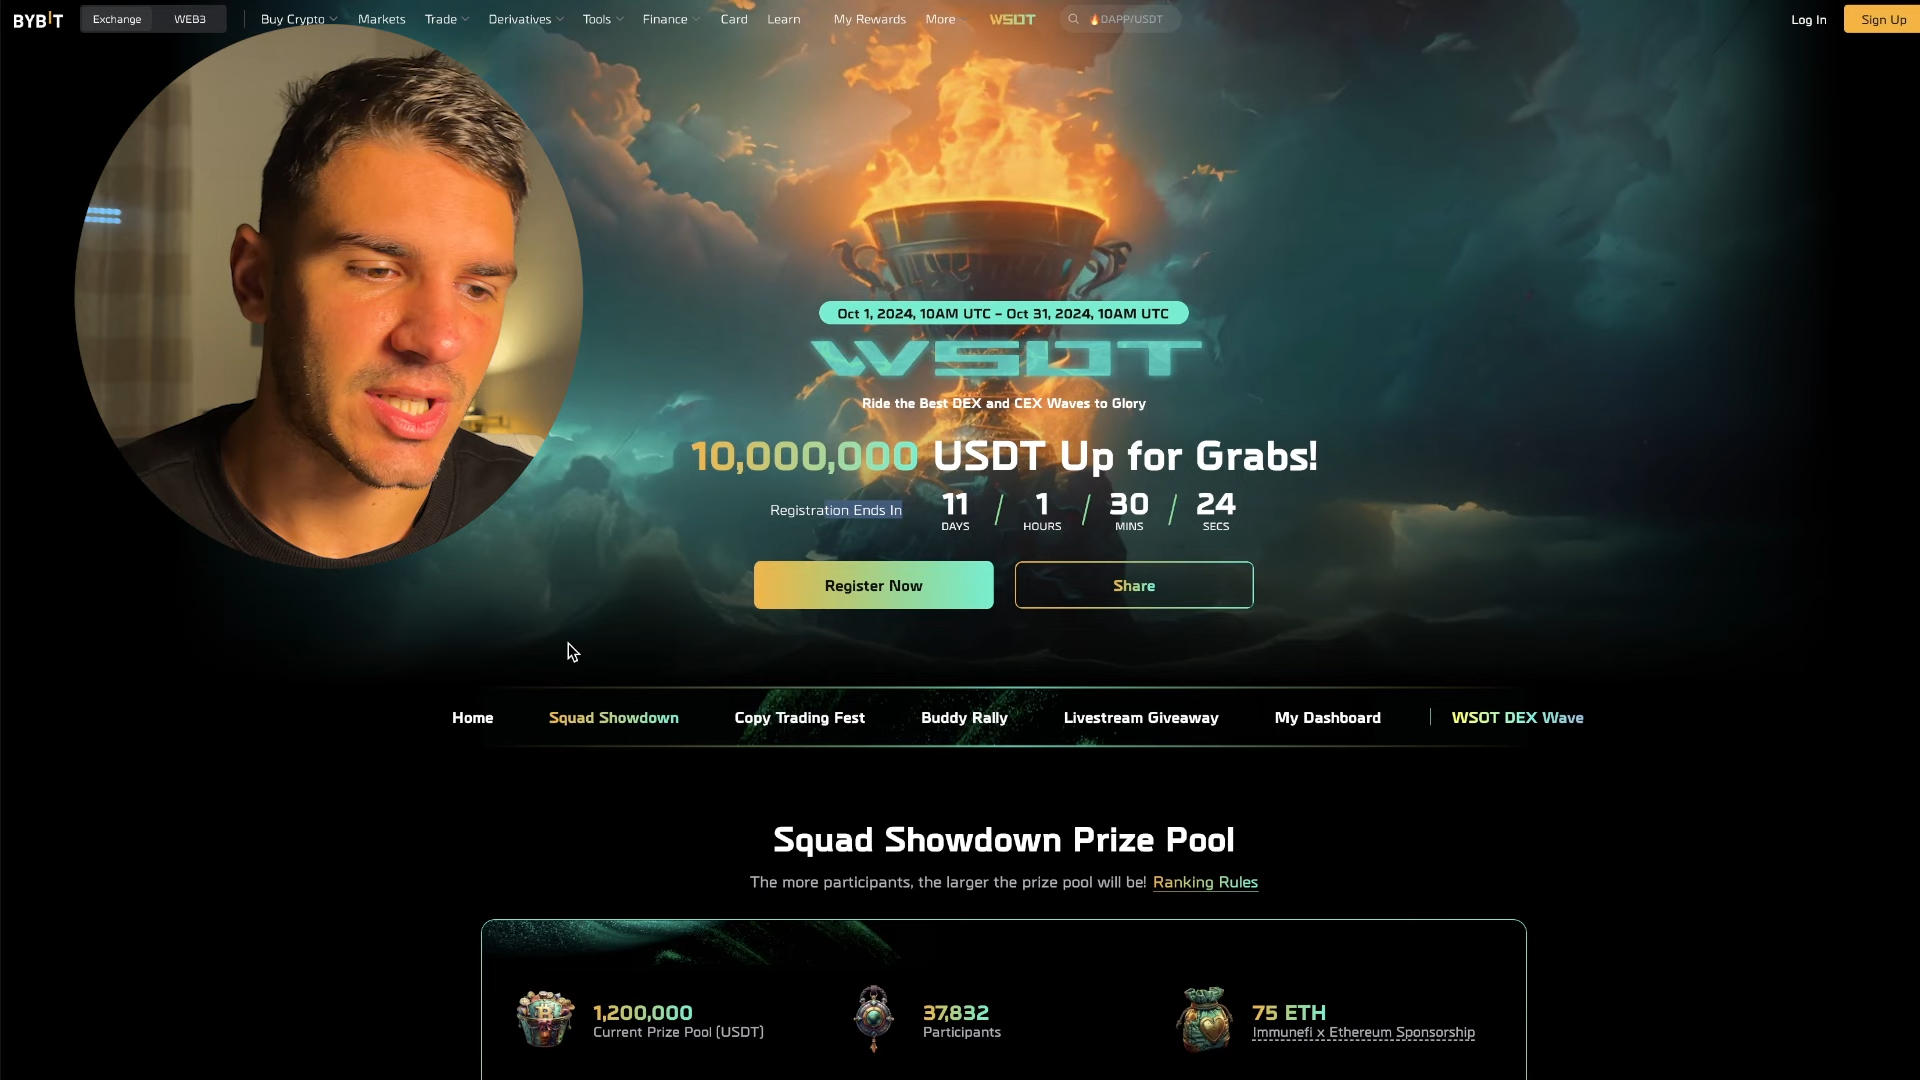 BYBIT
Exchange
WEB3
Buy Crypto
Markets
Trade
Derivatives
Tools
Finance
Card
Learn
My Rewards
More
WSOT
DAPP/USDT
Log In
Sign Up
Oct 1, 2024, 10AM UTC – Oct 31, 2024, 10AM UTC
WSOT
Ride the Best DEX and CEX Waves to Glory
10,000,000 USDT Up for Grabs!
Registration Ends In
11 / 1 / 30 / 24
DAYS HOURS MINS SECS
Register Now
Share
Home
Squad Showdown
Copy Trading Fest
Buddy Rally
Livestream Giveaway
My Dashboard
WSOT DEX Wave
Squad Showdown Prize Pool
The more participants, the larger the prize pool will be! Ranking Rules
1,200,000
Current Prize Pool (USDT)
37,832
Participants
75 ETH
Immunefi x Ethereum Sponsorship